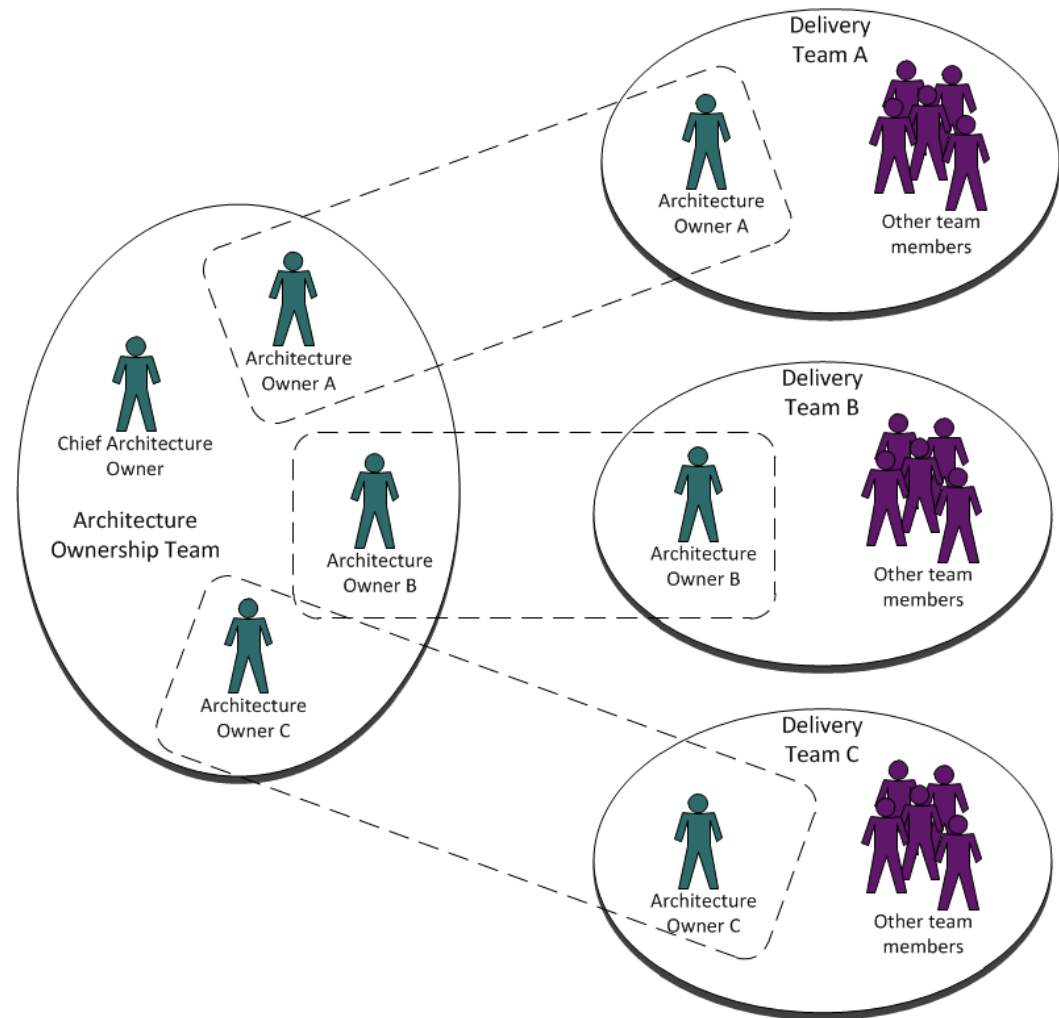 Delivery
Team A
Architecture
Owner A
Other team
members
Architecture
Owner A
Chief Architecture
Owner
Architecture
Ownership Team
Architecture
Owner B
Architecture
Owner C
Delivery
Team B
Architecture
Owner B
Other team
members
Delivery
Team C
Architecture
Owner C
Other team
members